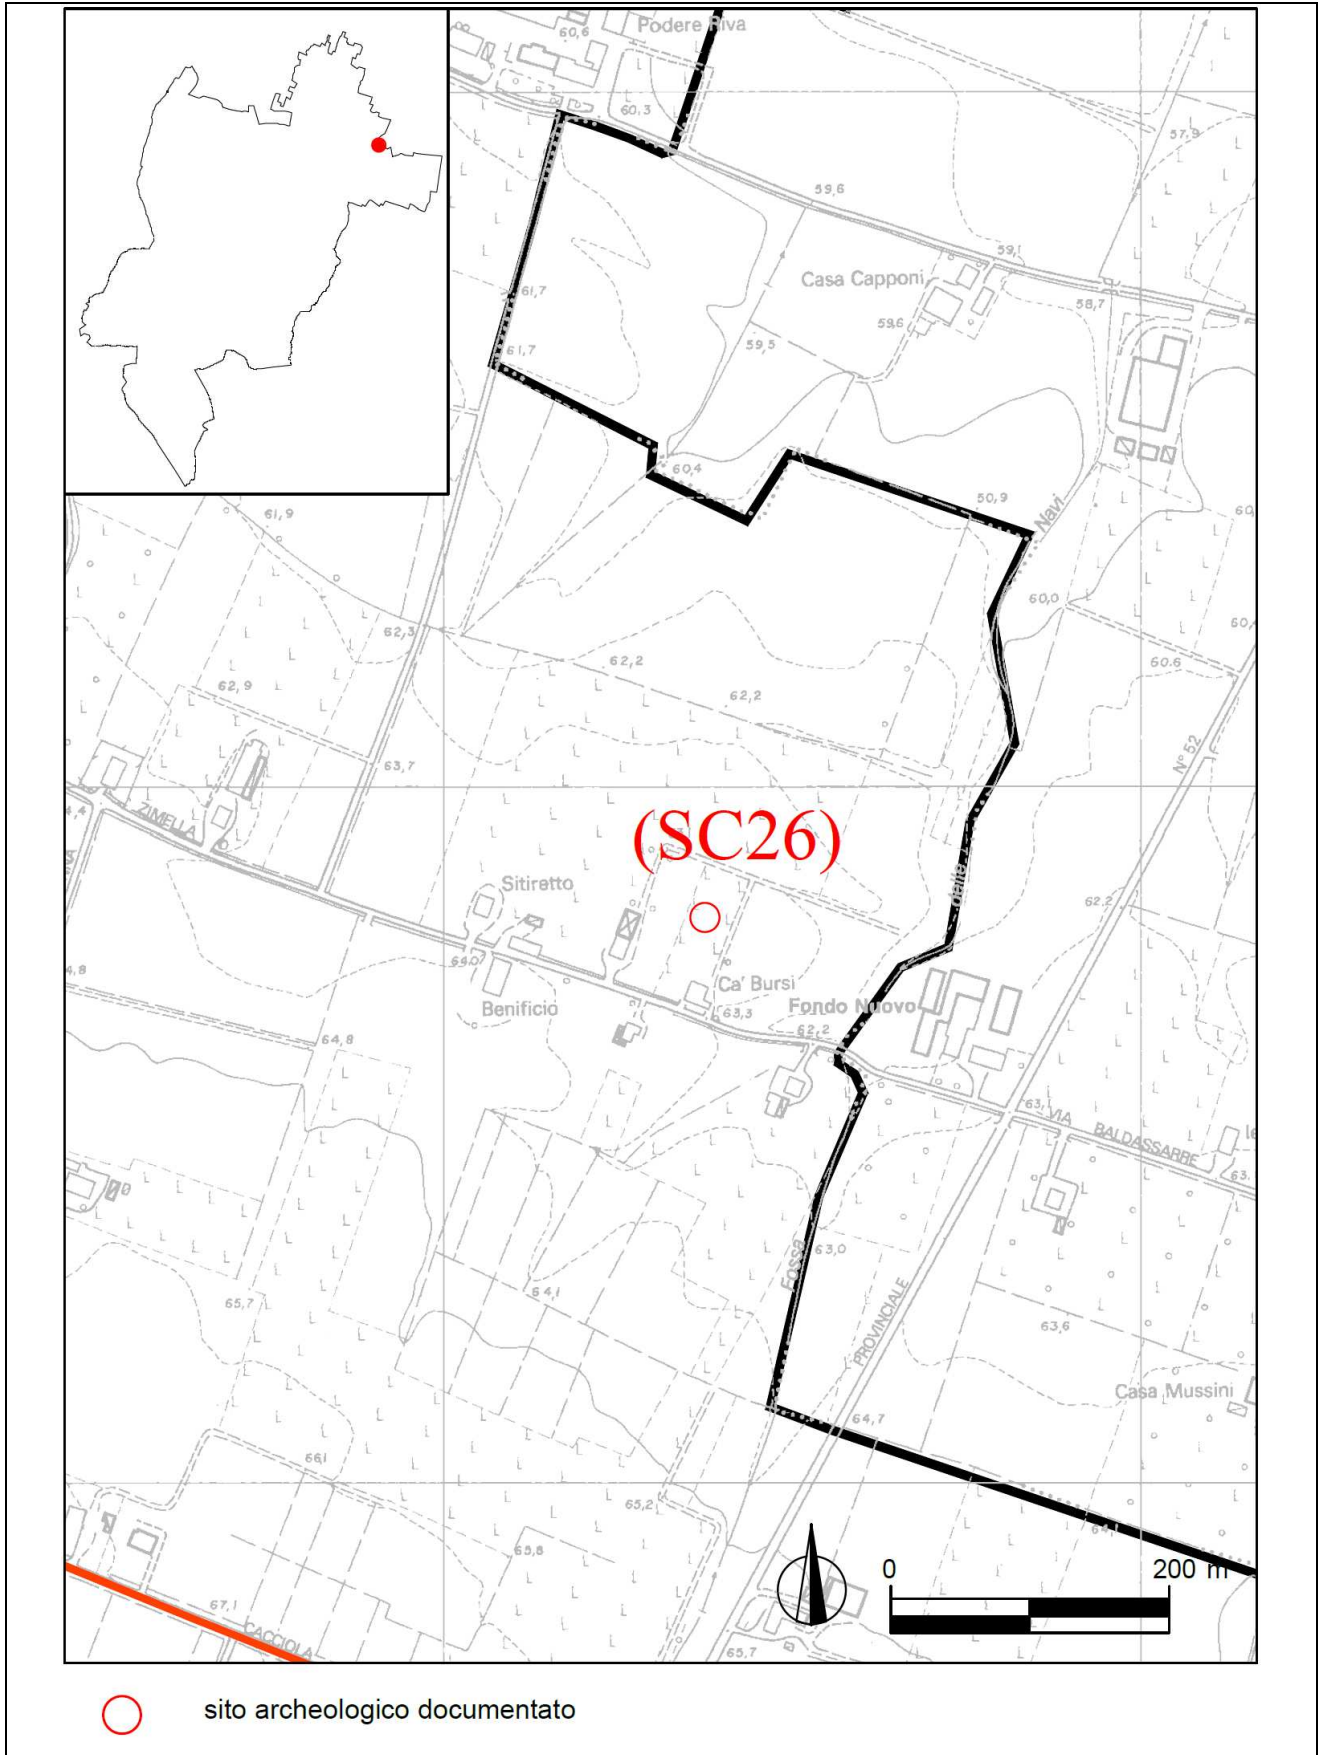 Podere Riva
60,6
60,3
57,9
59,6
59,1
Casa Capponi
61,7
58,7
59,6
59,5
61,7
60,4
50,9
61,9
Navi
60,0
62,3
62,2
60.6
62,9
62,2
N° 52
63,7
ZIMELLA
(SC26)
delle
Sitiretto
62.2
64,0
Ca' Bursi
Benificio
63,3
Fondo Nuovo
62,2
64,8
63,1
VIA BALDASSARRE
63,0
Fossa
64,1
65,7
PROVINCIALE
63,6
Casa Mussini
64,7
66,1
65,2
64,1
65,8
0 200 m
67,1
CACCIOLA
65,7
sito archeologico documentato